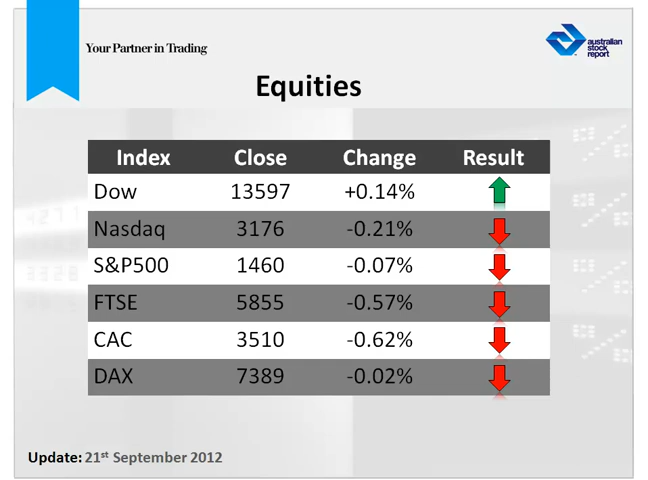 Your Partner in Trading
australian
stock
report
Equities
Index Close Change Result
Dow 13597 +0.14%
Nasdaq 3176 -0.21%
S&P500 1460 -0.07%
FTSE 5855 -0.57%
CAC 3510 -0.62%
DAX 7389 -0.02%
Update: 21st September 2012